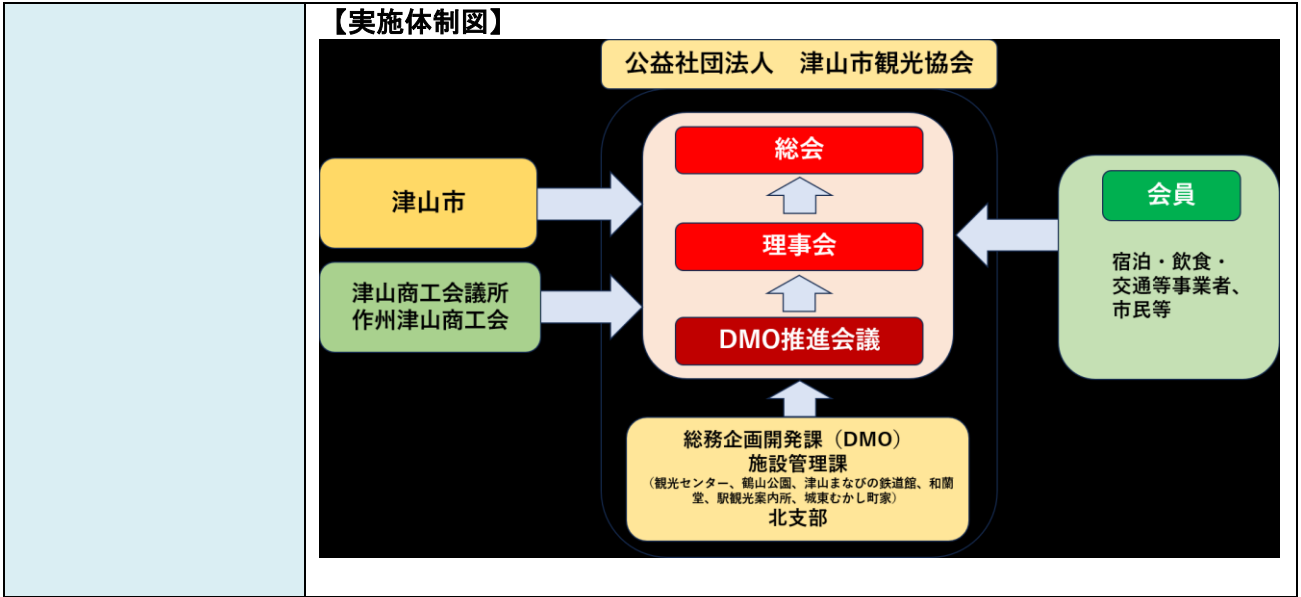 【実施体制図】
公益社団法人　津山市観光協会
総会
津山市
会員
理事会
宿泊・飲食・
交通等事業者、
市民等
津山商工会議所
作州津山商工会
DMO推進会議
総務企画開発課（DMO）
施設管理課
（観光センター、鶴山公園、津山まなびの鉄道館、和蘭
堂、駅観光案内所、城東むかし町家）
北支部